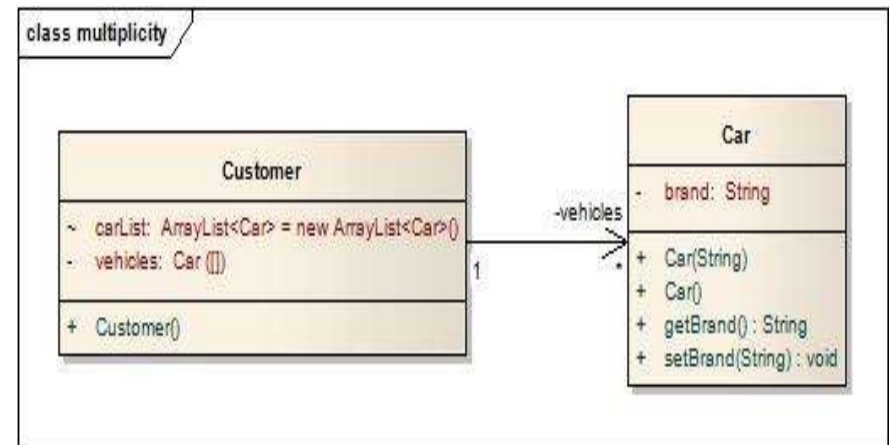 class multiplicity
Customer
~ carList: ArrayList<Car> = new ArrayList<Car>()
- vehicles: Car ([])
+ Customer()
-vehicles
1
*
Car
- brand: String
+ Car(String)
+ Car()
+ getBrand() : String
+ setBrand(String) : void